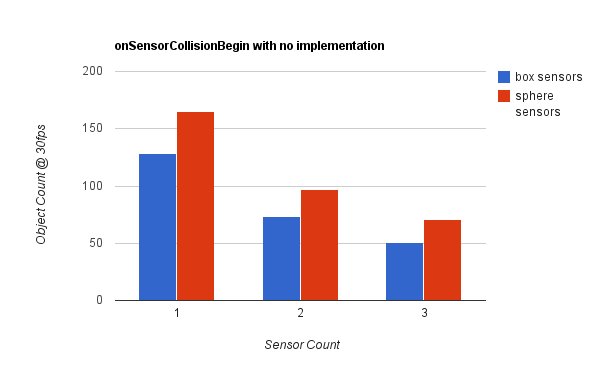 onSensorCollisionBegin with no implementation
200
150
100
50
0
Object Count @ 30fps
1
2
3
Sensor Count
box sensors
sphere
sensors